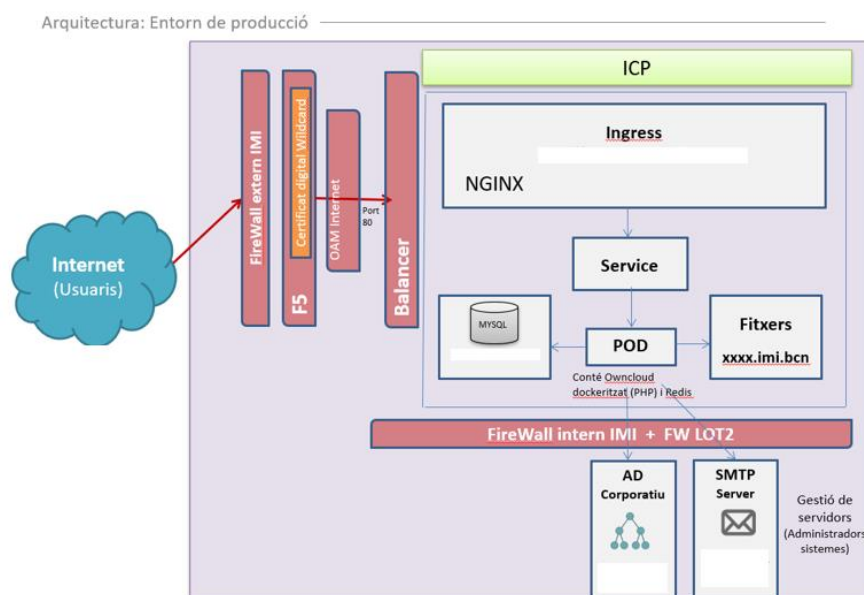 Arquitectura: Entorn de producció
ICP
FireWall extern IMI
F5
Certificat digital Wildcard
OAM Internet
Port
80
Balancer
Ingress
NGINX
Internet
(Usuaris)
Service
MYSQL
POD
Fitxers
xxxx.imi.bcn
Conté Owncloud
dockeritzat (PHP) i Redis
FireWall intern IMI + FW LOT2
AD
Corporatiu
SMTP
Server
Gestió de
servidors
(Administradors
sistemes)